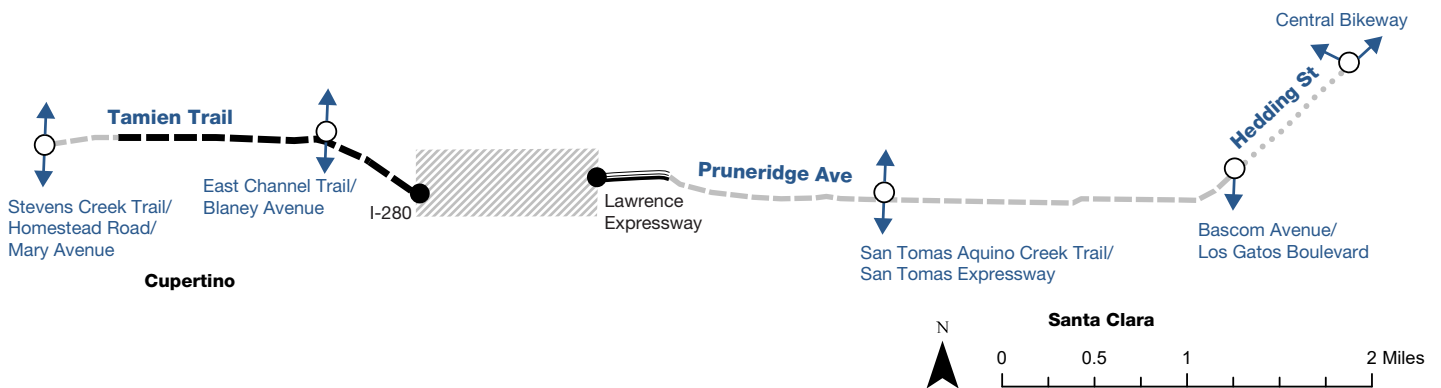 Central Bikeway
Hedding St
Tamien Trail
Pruneridge Ave
East Channel Trail/
Blaney Avenue
I-280
Lawrence
Expressway
Stevens Creek Trail/
Homestead Road/
Mary Avenue
Bascom Avenue/
Los Gatos Boulevard
San Tomas Aquino Creek Trail/
San Tomas Expressway
Cupertino
Santa Clara
N
0 0.5 1 2 Miles